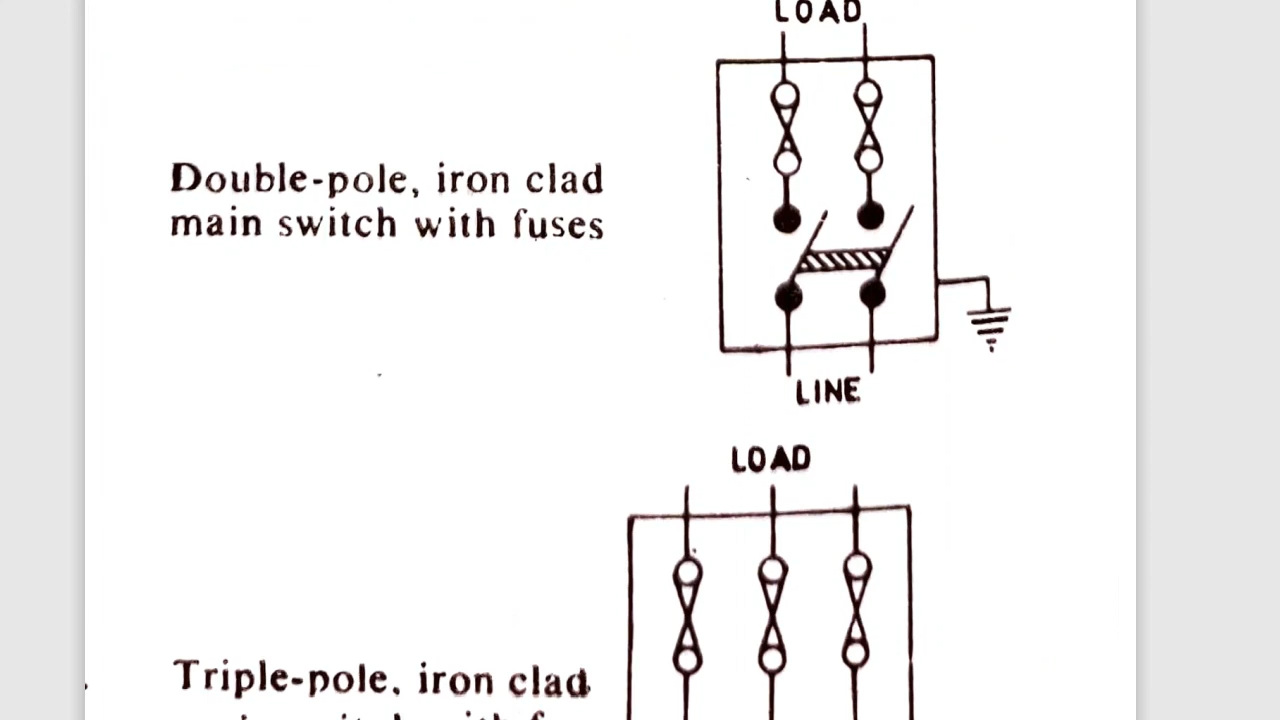 LOAD
Double-pole, iron clad
main switch with fuses
LINE
LOAD
Triple-pole, iron clad